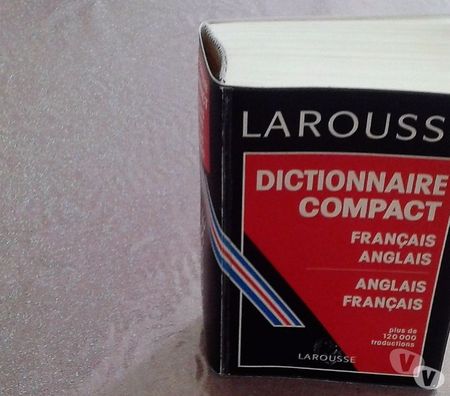 LAROUSS
DICTIONNAIRE
COMPACT
FRANÇAIS
ANGLAIS
ANGLAIS
FRANÇAIS
plus de
120 000
traductions
LAROUSSE
V V